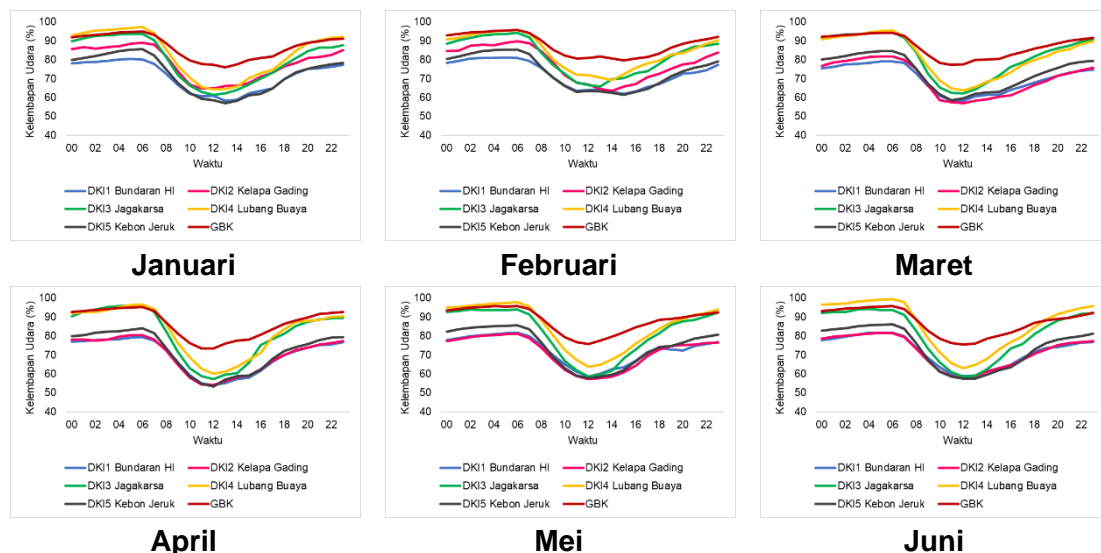 Kelembapan Udara (%)
100
90
80
70
60
50
40
00 02 04 06 08 10 12 14 16 18 20 22
Waktu
DKI1 Bundaran HI DKI2 Kelapa Gading
DKI3 Jagakarsa DKI4 Lubang Buaya
DKI5 Kebon Jeruk GBK
Januari
Kelembapan Udara (%)
100
90
80
70
60
50
40
00 02 04 06 08 10 12 14 16 18 20 22
Waktu
DKI1 Bundaran HI DKI2 Kelapa Gading
DKI3 Jagakarsa DKI4 Lubang Buaya
DKI5 Kebon Jeruk GBK
Februari
Kelembapan Udara (%)
100
90
80
70
60
50
40
00 02 04 06 08 10 12 14 16 18 20 22
Waktu
DKI1 Bundaran HI DKI2 Kelapa Gading
DKI3 Jagakarsa DKI4 Lubang Buaya
DKI5 Kebon Jeruk GBK
Maret
Kelembapan Udara (%)
100
90
80
70
60
50
40
00 02 04 06 08 10 12 14 16 18 20 22
Waktu
DKI1 Bundaran HI DKI2 Kelapa Gading
DKI3 Jagakarsa DKI4 Lubang Buaya
DKI5 Kebon Jeruk GBK
April
Kelembapan Udara (%)
100
90
80
70
60
50
40
00 02 04 06 08 10 12 14 16 18 20 22
Waktu
DKI1 Bundaran HI DKI2 Kelapa Gading
DKI3 Jagakarsa DKI4 Lubang Buaya
DKI5 Kebon Jeruk GBK
Mei
Kelembapan Udara (%)
100
90
80
70
60
50
40
00 02 04 06 08 10 12 14 16 18 20 22
Waktu
DKI1 Bundaran HI DKI2 Kelapa Gading
DKI3 Jagakarsa DKI4 Lubang Buaya
DKI5 Kebon Jeruk GBK
Juni